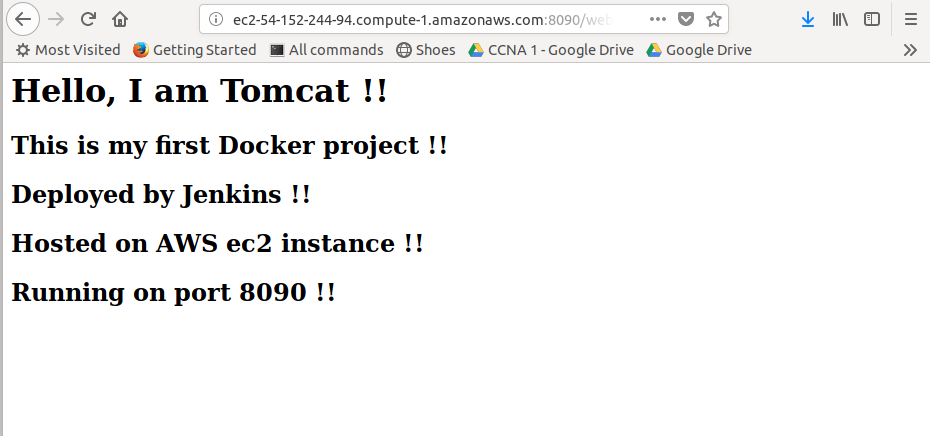 ec2-54-152-244-94.compute-1.amazonaws.com:8090/web
Most Visited Getting Started All commands Shoes CCNA 1 - Google Drive Google Drive
Hello, I am Tomcat !!
This is my first Docker project !!
Deployed by Jenkins !!
Hosted on AWS ec2 instance !!
Running on port 8090 !!